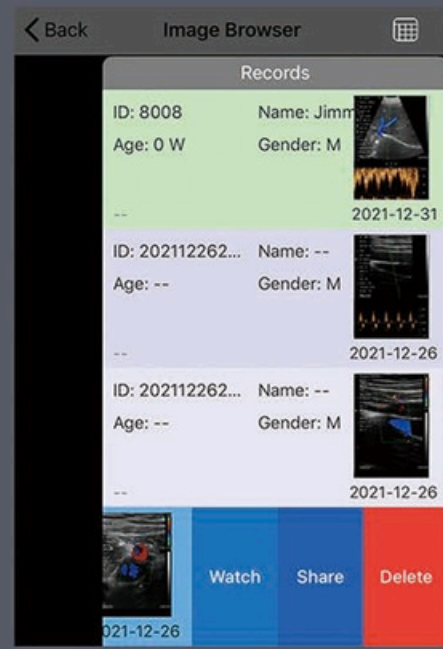 Back
Image Browser
Records
ID: 8008 Name: Jimm
Age: 0 W Gender: M
--
2021-12-31
ID: 202112262... Name: --
Age: -- Gender: M
--
2021-12-26
ID: 202112262... Name: --
Age: -- Gender: M
--
2021-12-26
021-12-26
Watch
Share
Delete